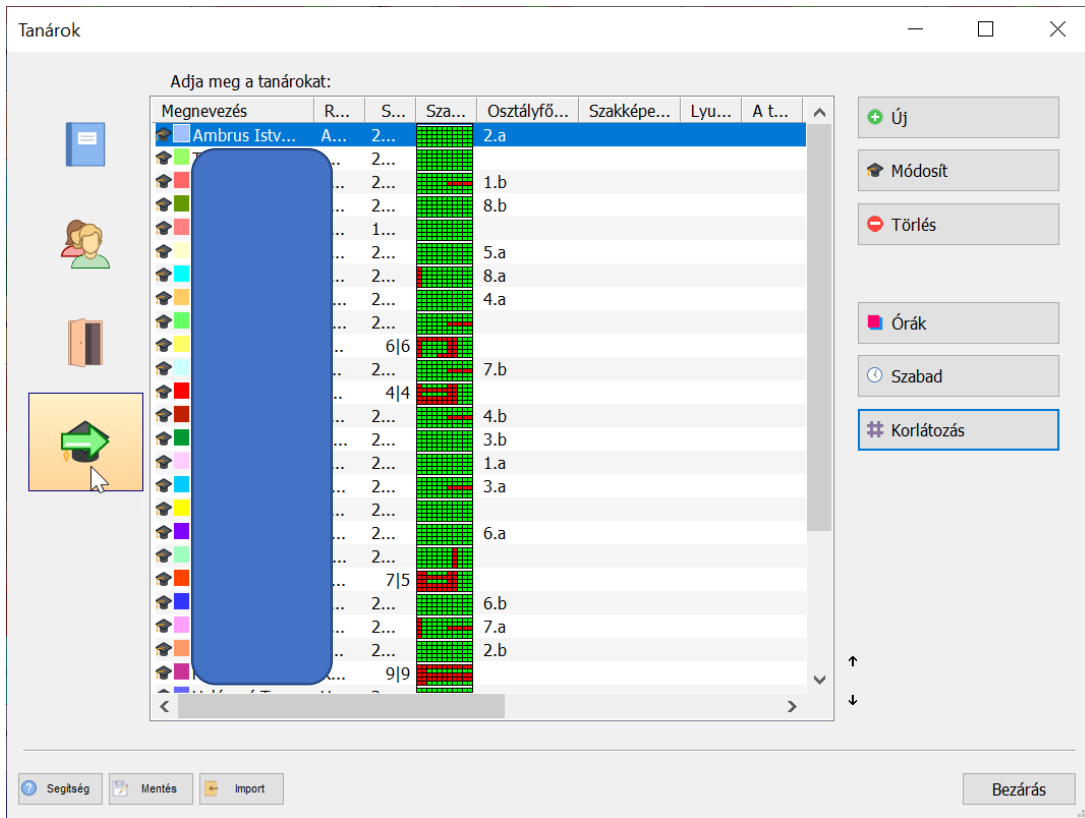 Tanárok
Adja meg a tanárokat:
Megnevezés R... S... Sza... Osztályfő... Szakképe... Lyu... A t...
Ambrus Istv... A... 2... 2.a
2...
... 2... 1.b
... 2... 8.b
... 1...
2... 5.a
... 2... 8.a
... 2... 4.a
... 2...
.. 6|6
.. 2... 7.b
.. 4|4
... 2... 4.b
... 2... 3.b
... 2... 1.a
... 2... 3.a
... 2...
... 2... 6.a
... 2...
... 7|5
... 2... 6.b
... 2... 7.a
.. 2... 2.b
... 9|9
Új
Módosít
Törlés
Órák
Szabad
Korlátozás
Segítség Mentés Import Bezárás